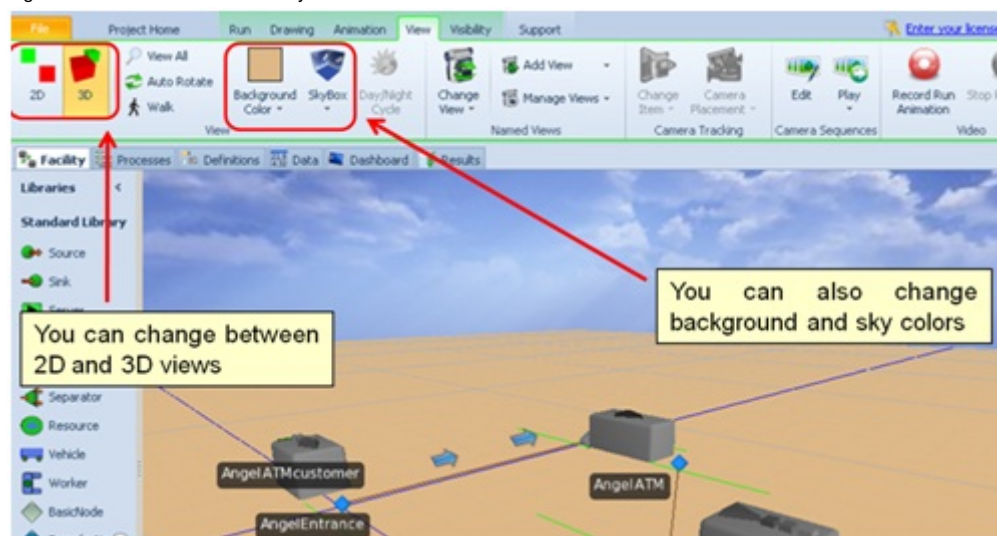 File Project Home Run Drawing Animation View Visibility Support Enter your license
2D 3D View All Auto Rotate Walk Background Color SkyBox Day/Night Cycle Change View Add View Manage Views Change Item Camera Placement Edit Play Record Run Animation Stop
View Named Views Camera Tracking Camera Sequences Video
Facility Processes Definitions Data Dashboard Results
Libraries <
Standard Library
Source
Sink
Server
You can also change
background and sky colors
You can change between
2D and 3D views
Separator
Resource
Vehicle
Worker
BasicNode
AngelATMcustomer
AngelATM
AngelEntrance